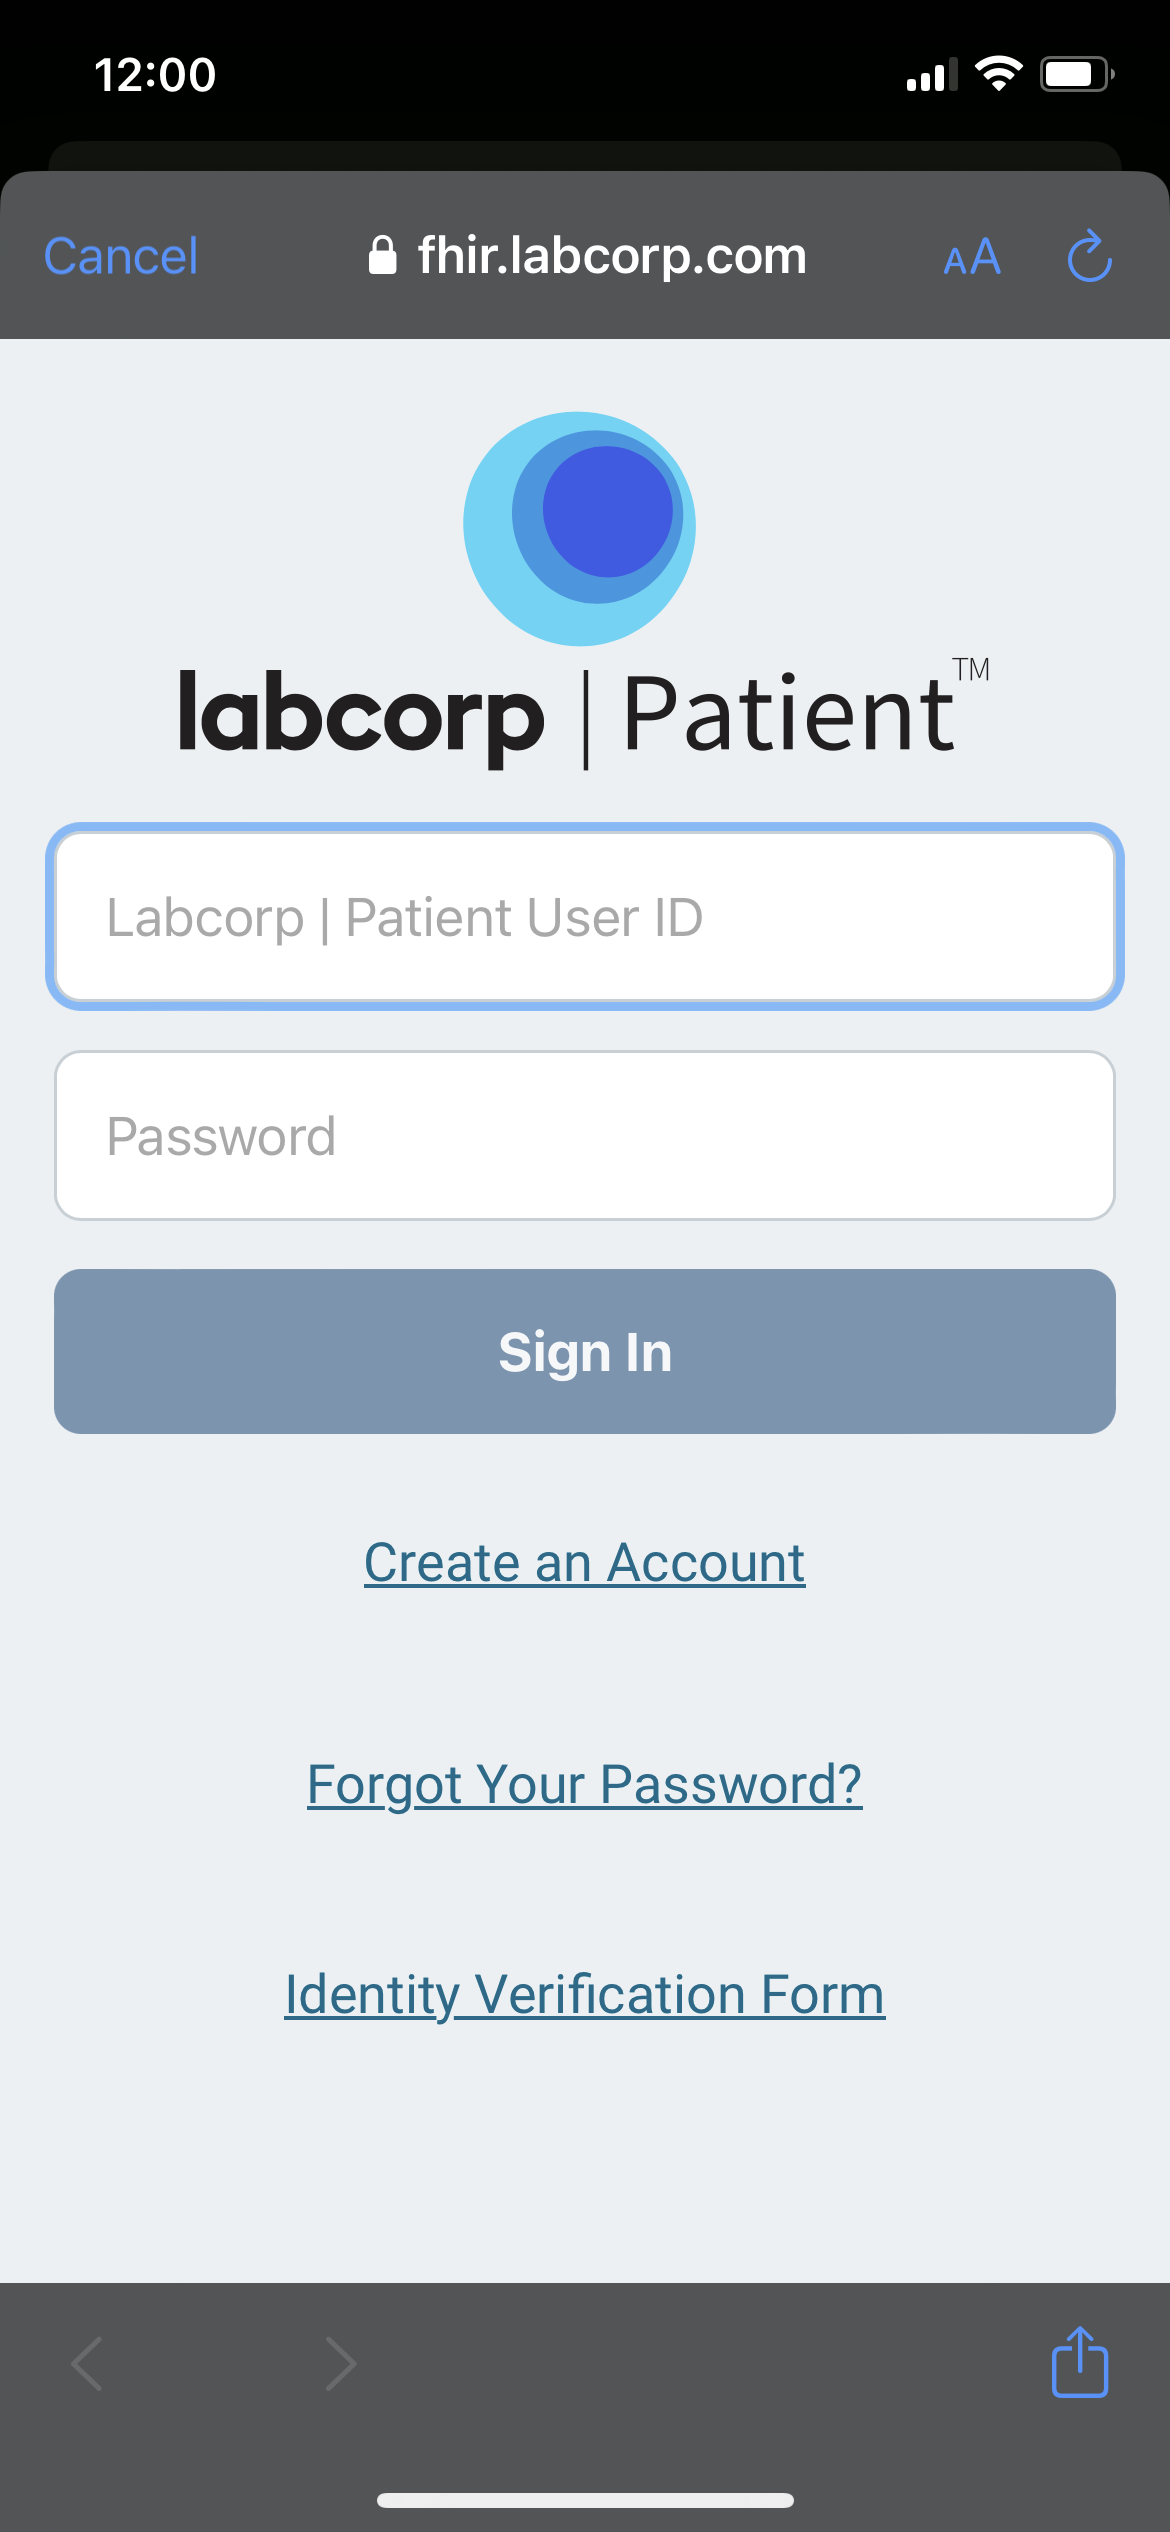 12:00
Cancel
fhir.labcorp.com
AA
labcorp | Patient™
Labcorp | Patient User ID
Password
Sign In
Create an Account
Forgot Your Password?
Identity Verification Form